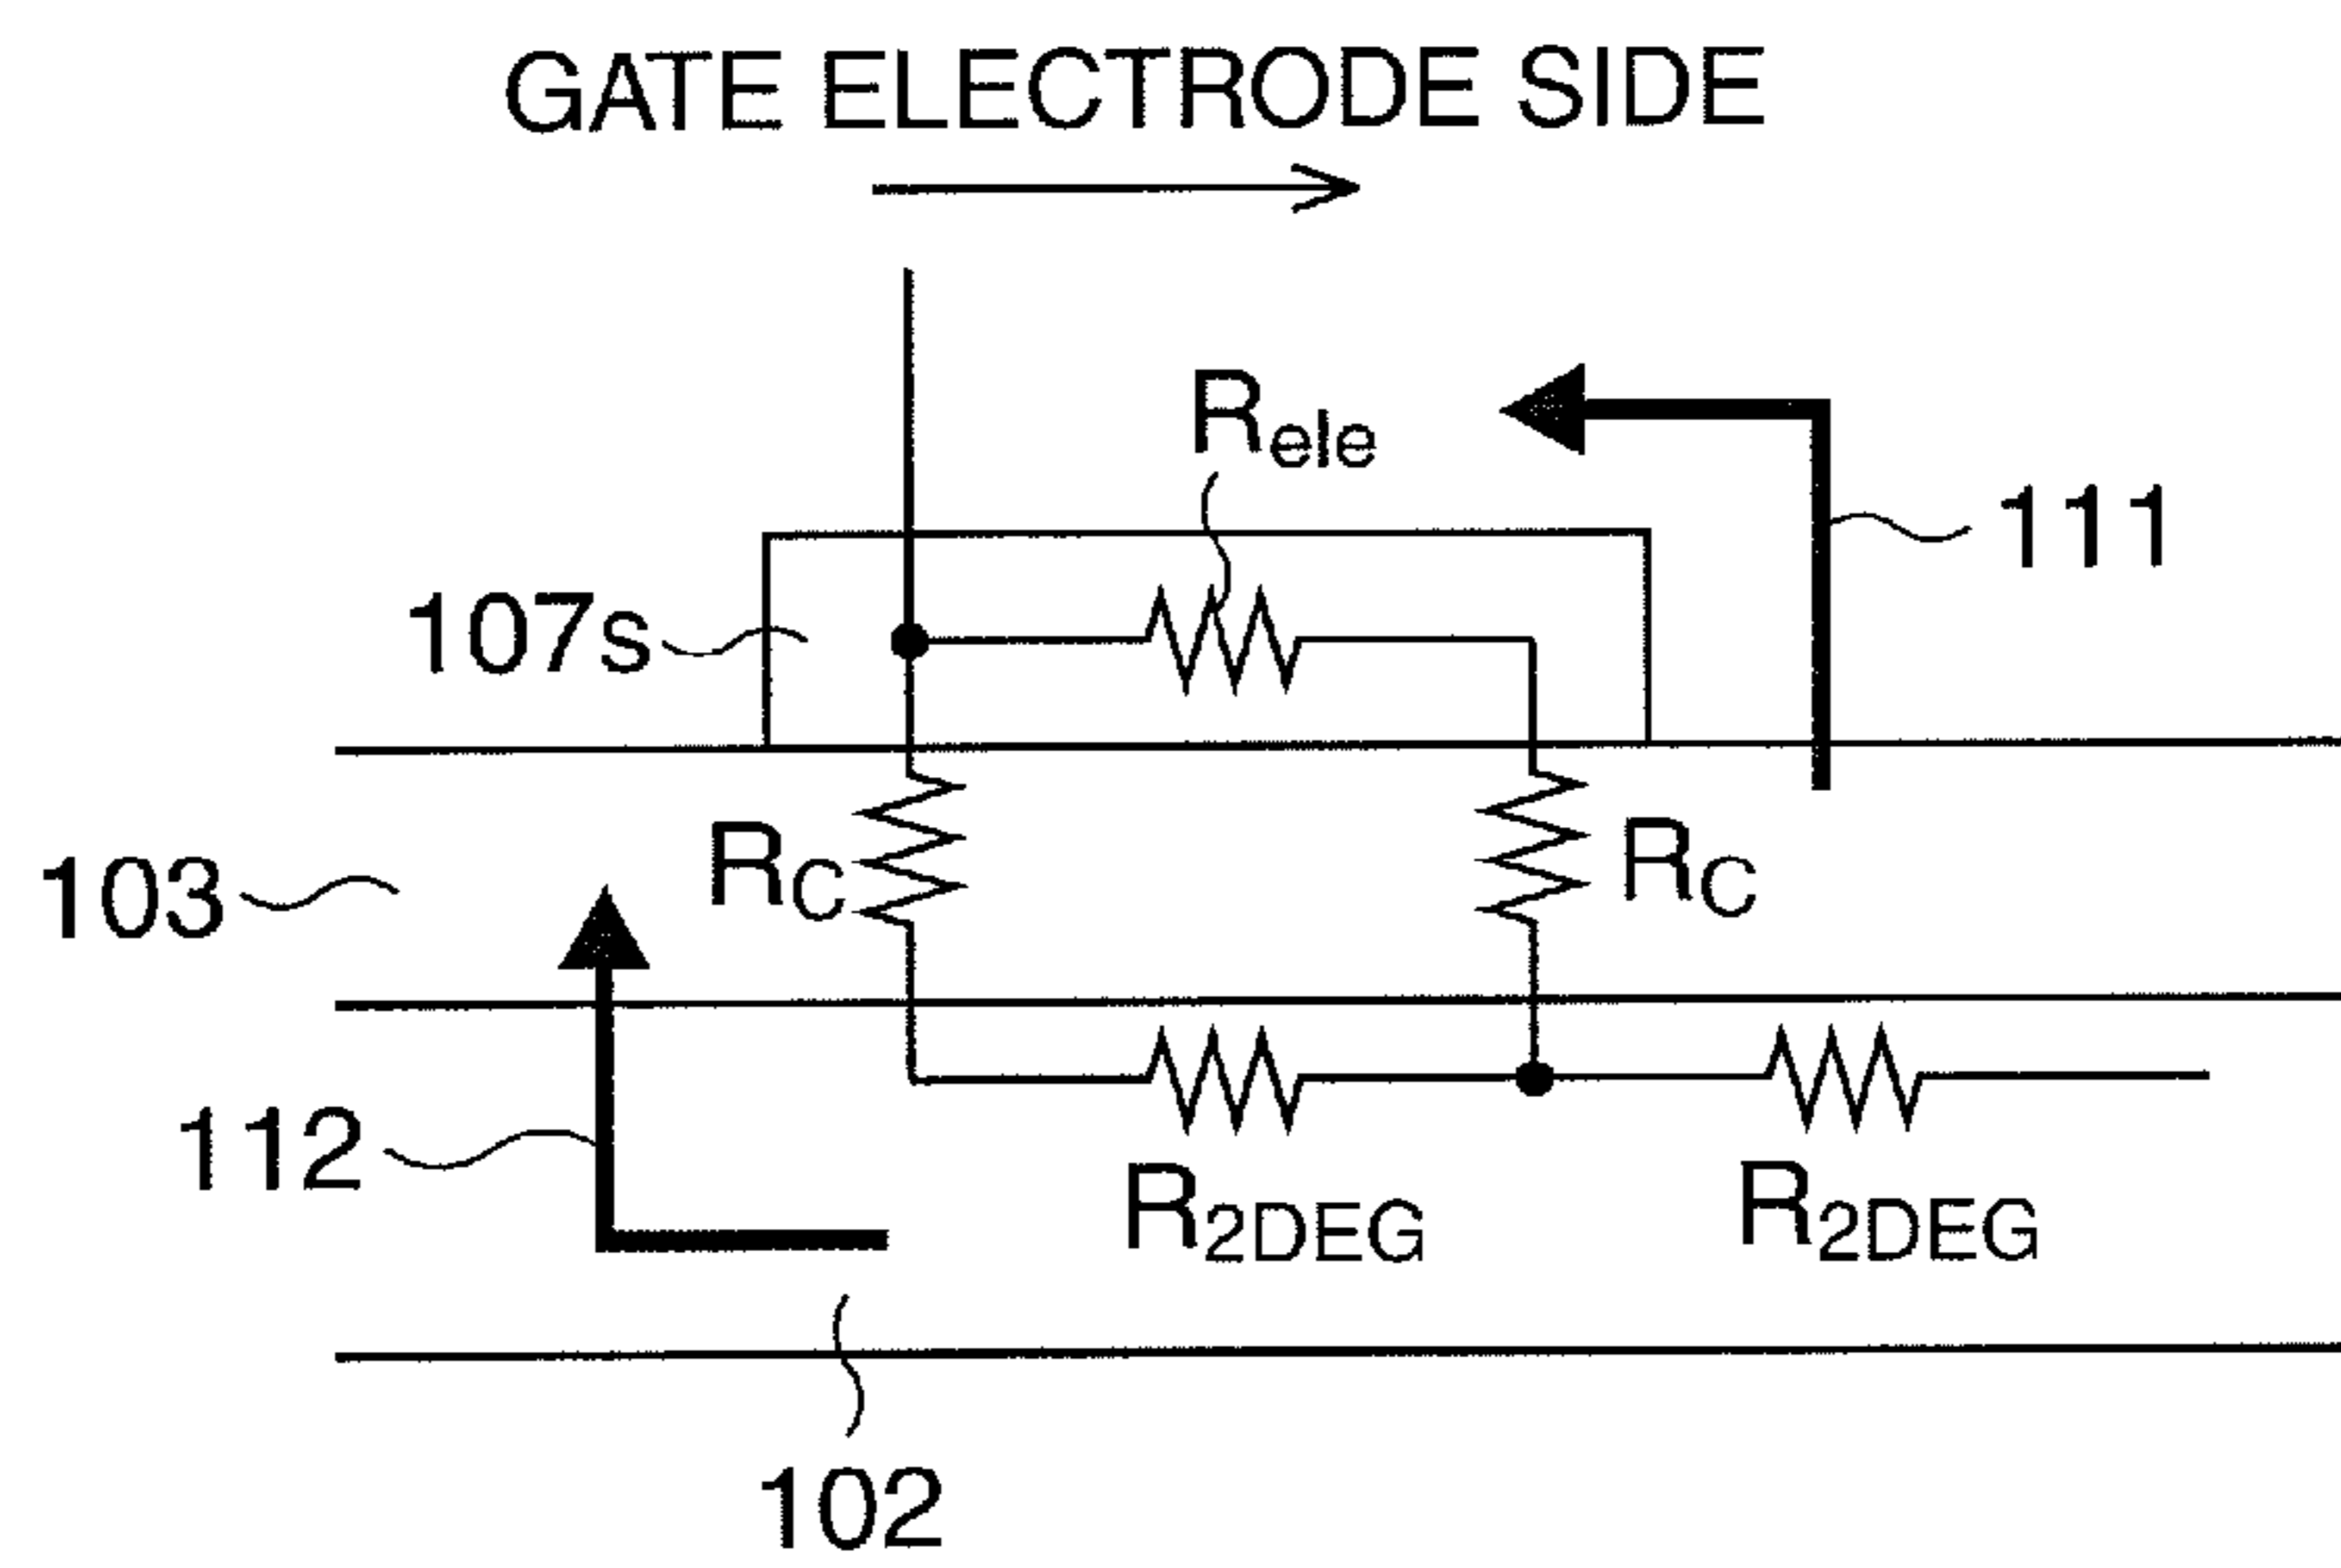 GATE ELECTRODE SIDE
Rele
111
107s
RC
RC
103
112
R2DEG
R2DEG
102